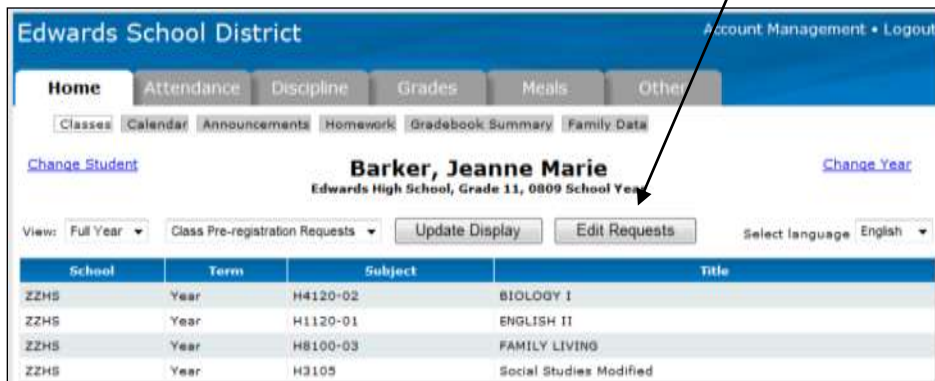 Edwards School District
Account Management • Logout
Home Attendance Discipline Grades Meals Other
Classes Calendar Announcements Homework Gradebook Summary Family Data
Change Student Barker, Jeanne Marie Change Year
Edwards High School, Grade 11, 0809 School Year
View: Full Year Class Pre-registration Requests Update Display Edit Requests Select language English
School Term Subject Title
ZZHS Year H4120-02 BIOLOGY I
ZZHS Year H1120-01 ENGLISH II
ZZHS Year H8100-03 FAMILY LIVING
ZZHS Year H3105 Social Studies Modified